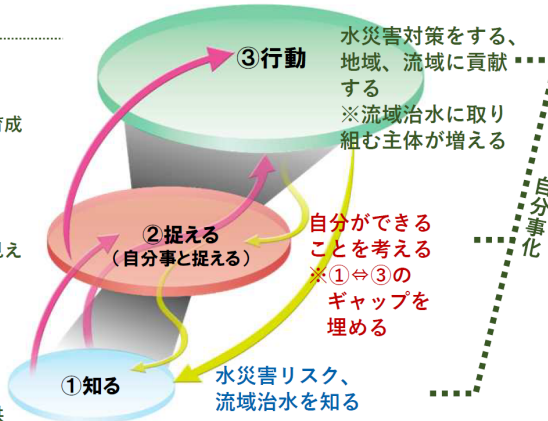 ③行動
水災害対策をする、
地域、流域に貢献
する
※流域治水に取り
組む主体が増える
育成
②捉える
（自分事と捉える）
自分ができる
ことを考える
※①⇔③の
ギャップを
埋める
自分事化
①知る
水災害リスク、
流域治水を知る